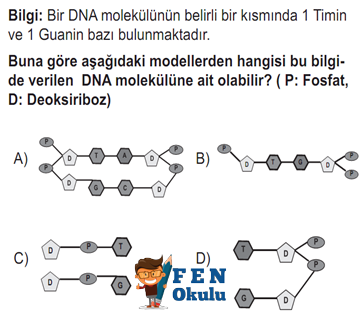 Bilgi: Bir DNA molekülünün belirli bir kısmında 1 Timin
ve 1 Guanin bazı bulunmaktadır.
Buna göre aşağıdaki modellerden hangisi bu bilgi-
de verilen DNA molekülüne ait olabilir? ( P: Fosfat,
D: Deoksiriboz)
A)
P P
D T A D
P P
D G C D
B)
P P
D T G D
P
C)
D P T
D P G
D)
T D P
P
G D
FEN
Okulu